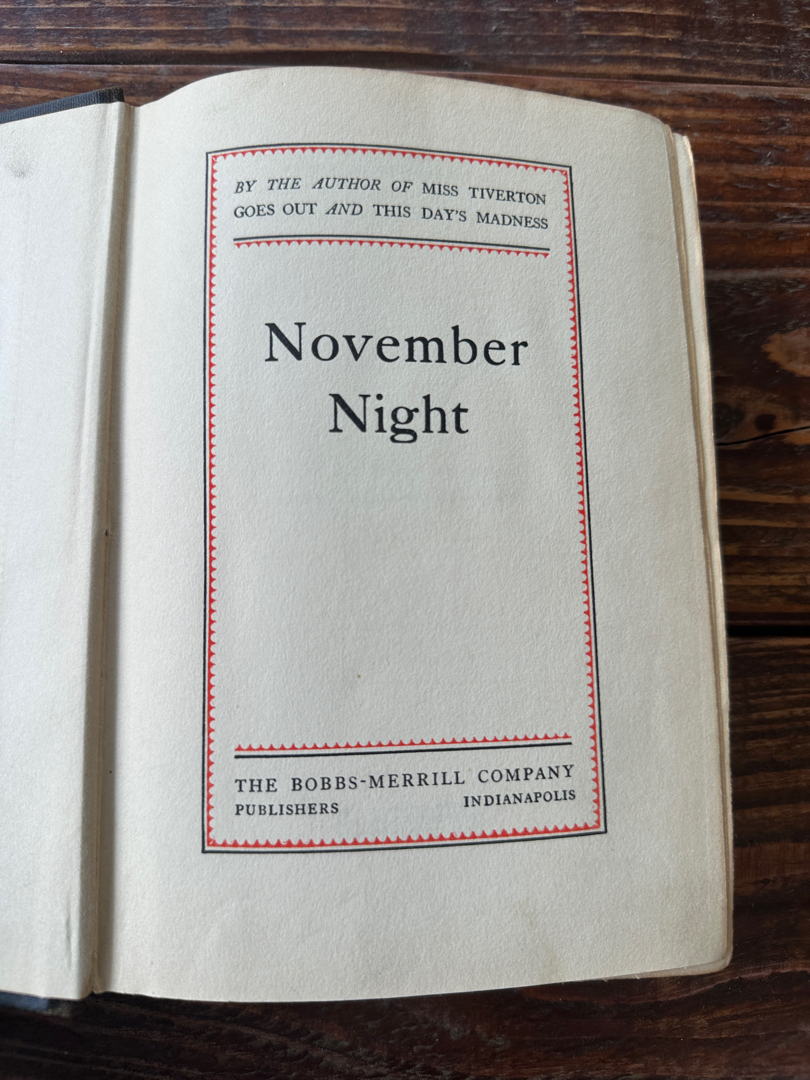 BY THE AUTHOR OF MISS TIVERTON
GOES OUT AND THIS DAY'S MADNESS
November
Night
THE BOBBS-MERRILL COMPANY
PUBLISHERS INDIANAPOLIS